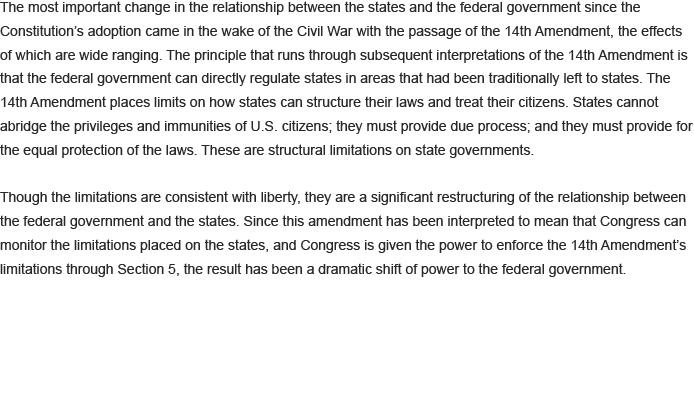 The most important change in the relationship between the states and the federal government since the
Constitution's adoption came in the wake of the Civil War with the passage of the 14th Amendment, the effects
of which are wide ranging. The principle that runs through subsequent interpretations of the 14th Amendment is
that the federal government can directly regulate states in areas that had been traditionally left to states. The
14th Amendment places limits on how states can structure their laws and treat their citizens. States cannot
abridge the privileges and immunities of U.S. citizens; they must provide due process; and they must provide for
the equal protection of the laws. These are structural limitations on state governments.
Though the limitations are consistent with liberty, they are a significant restructuring of the relationship between
the federal government and the states. Since this amendment has been interpreted to mean that Congress can
monitor the limitations placed on the states, and Congress is given the power to enforce the 14th Amendment's
limitations through Section 5, the result has been a dramatic shift of power to the federal government.